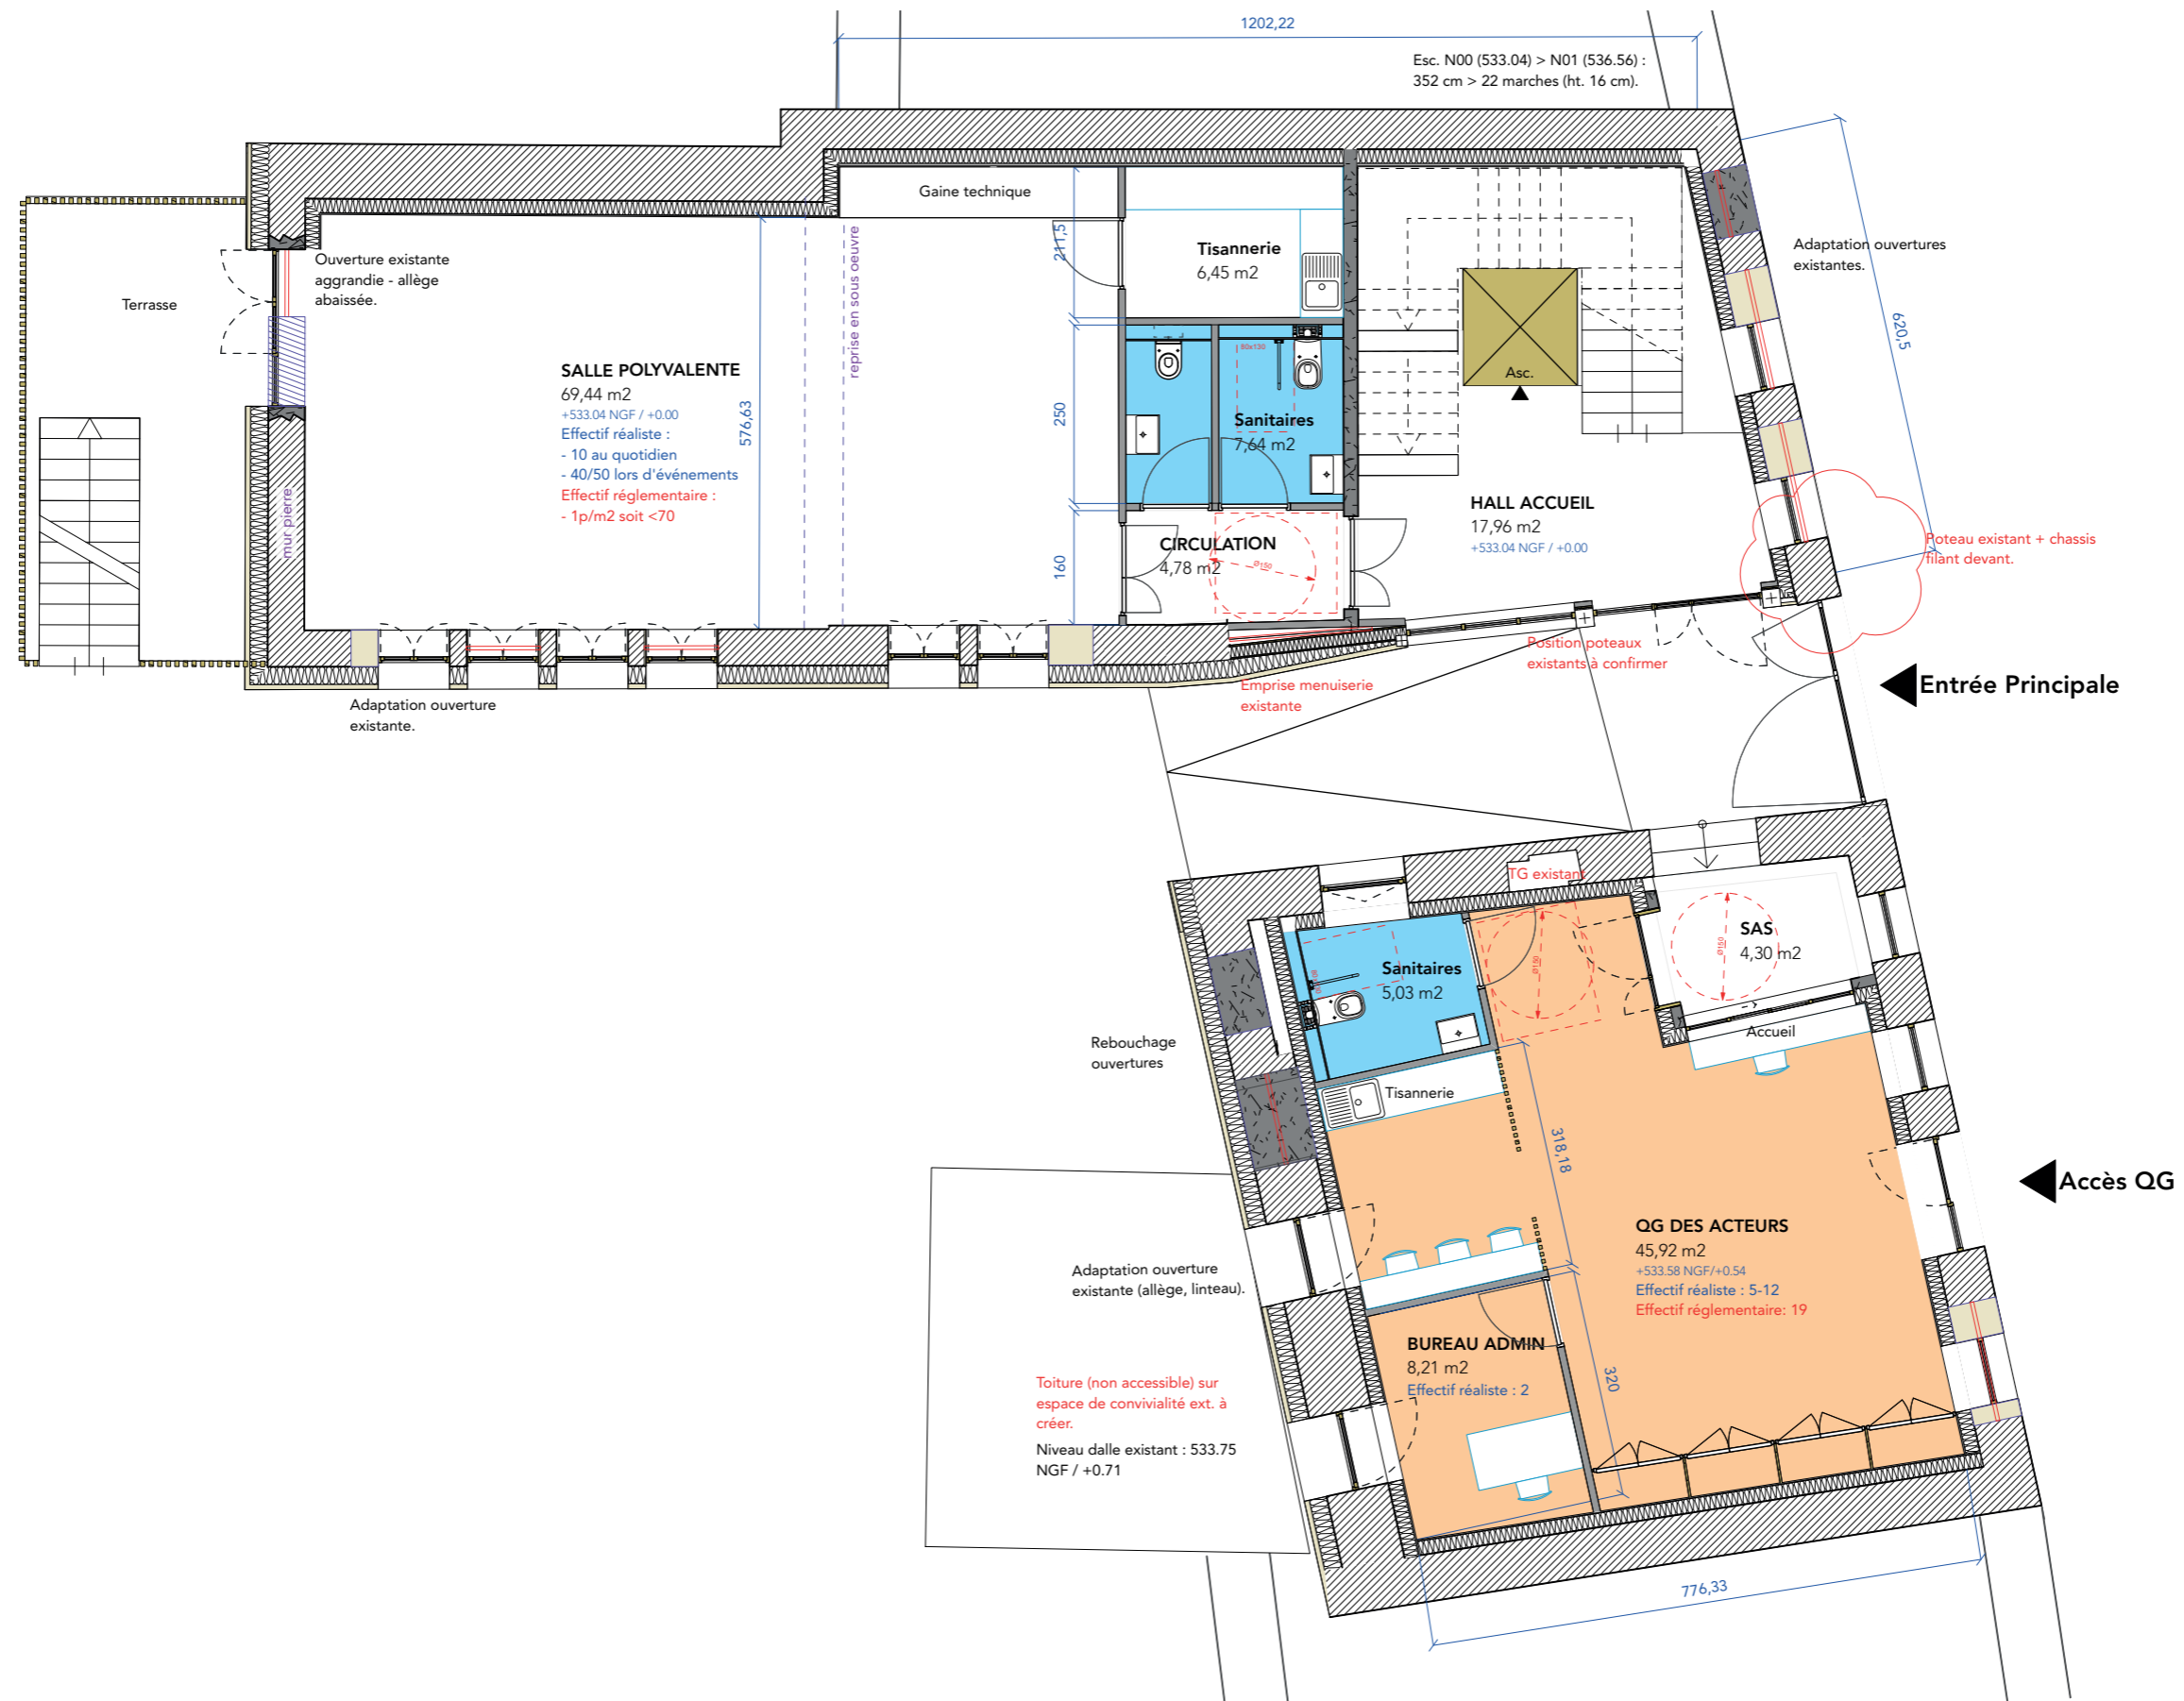 1202,22
Esc. N00 (533.04) > N01 (536.56) :
352 cm > 22 marches (ht. 16 cm).
Gaine technique
211,5
Tisannerie
6,45 m2
Adaptation ouvertures
existantes.
620,5
Terrasse
Ouverture existante
aggrandie - allège
abaissée.
reprise en sous oeuvre
SALLE POLYVALENTE
69,44 m2
+533.04 NGF / +0.00
Effectif réaliste :
- 10 au quotidien
- 40/50 lors d'événements
Effectif réglementaire :
- 1p/m2 soit <70
576,63
mur pierre
80x130
250
Sanitaires
7,64 m2
Asc.
HALL ACCUEIL
17,96 m2
+533.04 NGF / +0.00
CIRCULATION
4,78 m2
Ø150
160
Poteau existant + chassis
filant devant.
Position poteaux
existants à confirmer
Emprise menuiserie
existante
Entrée Principale
Adaptation ouverture
existante.
TG existant
SAS
4,30 m2
Ø150
Ø150
Sanitaires
5,03 m2
Accueil
Rebouchage
ouvertures
Tisannerie
318,18
Accès QG
QG DES ACTEURS
45,92 m2
+533.58 NGF/+0.54
Effectif réaliste : 5-12
Effectif réglementaire: 19
Adaptation ouverture
existante (allège, linteau).
BUREAU ADMIN
8,21 m2
Effectif réaliste : 2
320
Toiture (non accessible) sur
espace de convivialité ext. à
créer.
Niveau dalle existant : 533.75
NGF / +0.71
776,33